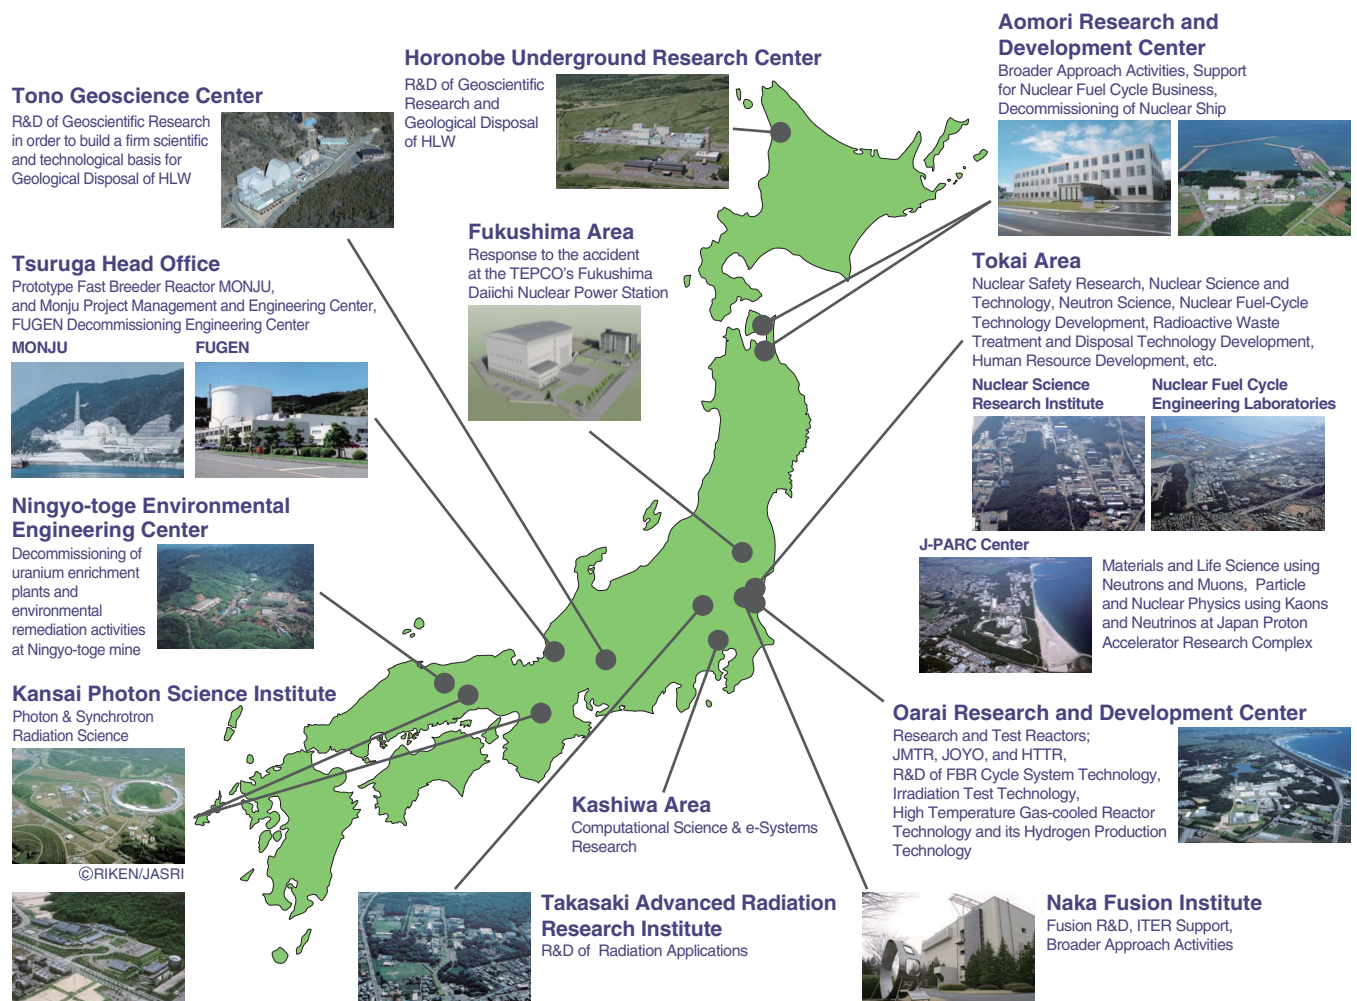 Tono Geoscience Center
R&D of Geoscientific Research
in order to build a firm scientific
and technological basis for
Geological Disposal of HLW
Horonobe Underground Research Center
R&D of Geoscientific
Research and
Geological Disposal
of HLW
Aomori Research and
Development Center
Broader Approach Activities, Support
for Nuclear Fuel Cycle Business,
Decommissioning of Nuclear Ship
Tsuruga Head Office
Prototype Fast Breeder Reactor MONJU,
and Monju Project Management and Engineering Center,
FUGEN Decommissioning Engineering Center
MONJU
FUGEN
Fukushima Area
Response to the accident
at the TEPCO's Fukushima
Daiichi Nuclear Power Station
Tokai Area
Nuclear Safety Research, Nuclear Science and
Technology, Neutron Science, Nuclear Fuel-Cycle
Technology Development, Radioactive Waste
Treatment and Disposal Technology Development,
Human Resource Development, etc.
Nuclear Science
Research Institute
Nuclear Fuel Cycle
Engineering Laboratories
J-PARC Center
Materials and Life Science using
Neutrons and Muons, Particle
and Nuclear Physics using Kaons
and Neutrinos at Japan Proton
Accelerator Research Complex
Ningyo-toge Environmental
Engineering Center
Decommissioning of
uranium enrichment
plants and
environmental
remediation activities
at Ningyo-toge mine
Kansai Photon Science Institute
Photon & Synchrotron
Radiation Science
©RIKEN/JASRI
Kashiwa Area
Computational Science & e-Systems
Research
Oarai Research and Development Center
Research and Test Reactors;
JMTR, JOYO, and HTTR,
R&D of FBR Cycle System Technology,
Irradiation Test Technology,
High Temperature Gas-cooled Reactor
Technology and its Hydrogen Production
Technology
Takasaki Advanced Radiation
Research Institute
R&D of Radiation Applications
Naka Fusion Institute
Fusion R&D, ITER Support,
Broader Approach Activities